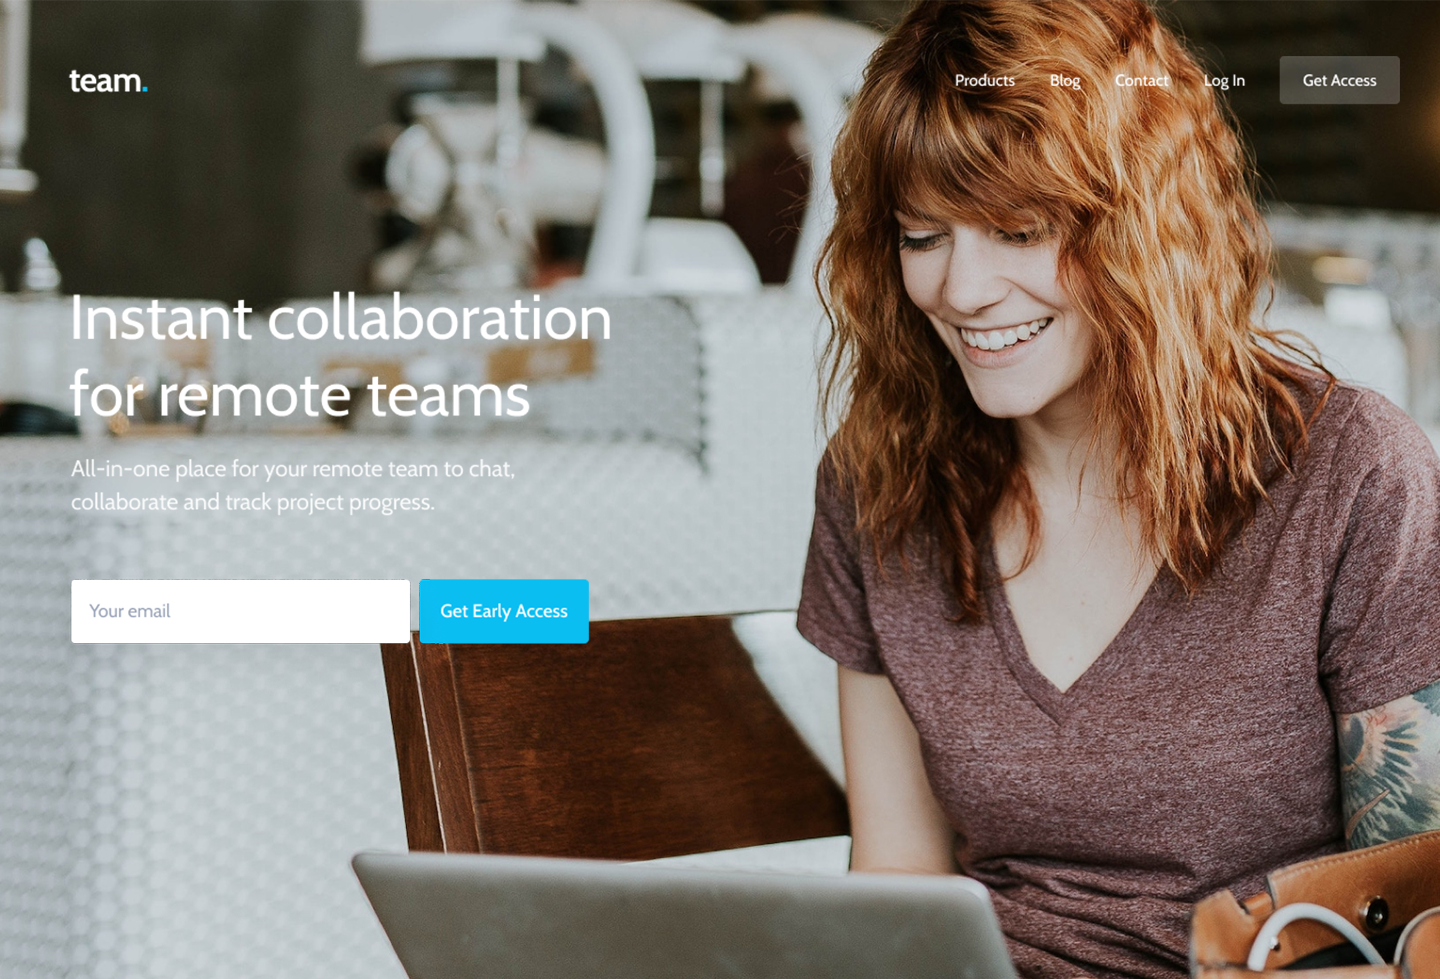 team.
Products
Blog
Contact
Log In
Get Access
Instant collaboration
for remote teams
All-in-one place for your remote team to chat,
collaborate and track project progress.
Your email
Get Early Access